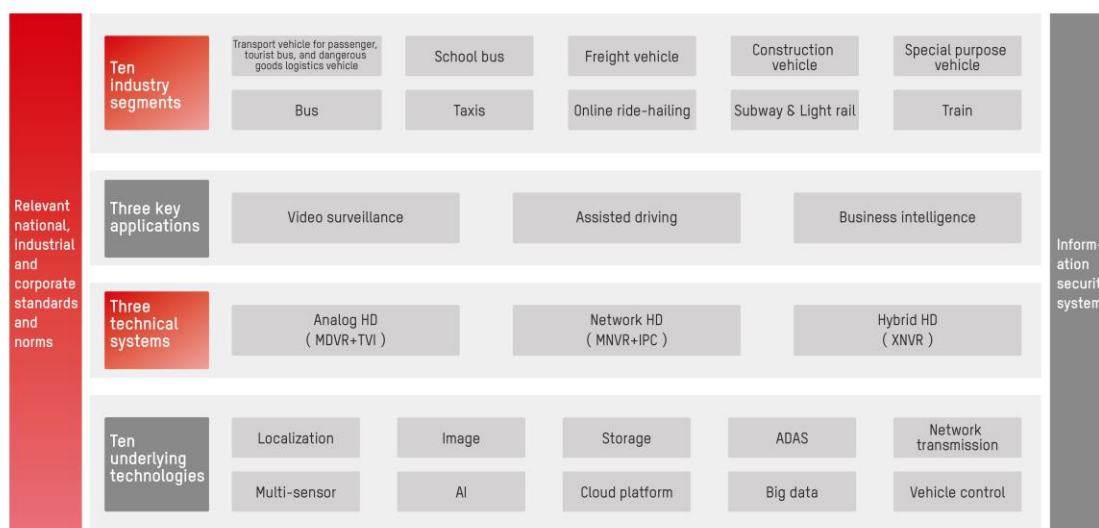 Relevant
national,
industrial
and
corporate
standards
and
norms
Ten
industry
segments
Transport vehicle for passenger,
tourist bus, and dangerous
goods logistics vehicle
School bus
Freight vehicle
Construction
vehicle
Special purpose
vehicle
Bus
Taxis
Online ride-hailing
Subway & Light rail
Train
Three key
applications
Video surveillance
Assisted driving
Business intelligence
Three
technical
systems
Analog HD
( MDVR+TVI )
Network HD
( MNVR+IPC )
Hybrid HD
( XNVR )
Ten
underlying
technologies
Localization
Image
Storage
ADAS
Network
transmission
Multi-sensor
AI
Cloud platform
Big data
Vehicle control
Inform-
ation
securit
system